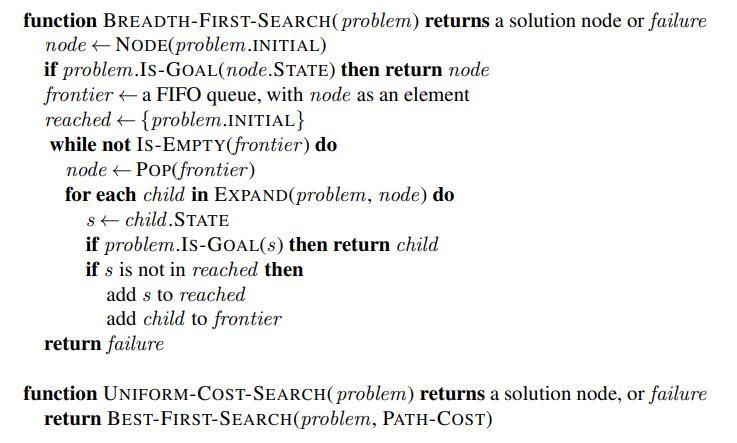 function BREADTH-FIRST-SEARCH(problem) returns a solution node or failure
node ← NODE(problem.INITIAL)
if problem.IS-GOAL(node.STATE) then return node
frontier ← a FIFO queue, with node as an element
reached ← {problem.INITIAL}
while not IS-EMPTY(frontier) do
node ← POP(frontier)
for each child in EXPAND(problem, node) do
s ← child.STATE
if problem.IS-GOAL(s) then return child
if s is not in reached then
add s to reached
add child to frontier
return failure
function UNIFORM-COST-SEARCH(problem) returns a solution node, or failure
return BEST-FIRST-SEARCH(problem, PATH-COST)